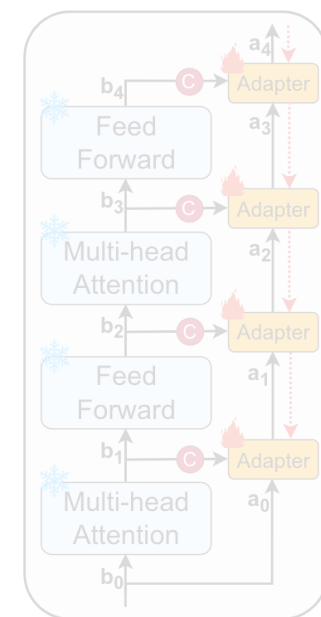 a4
b4
C
Adapter
Feed
Forward
a3
b3
C
Adapter
Multi-head
Attention
a2
b2
C
Adapter
Feed
Forward
a1
b1
C
Adapter
Multi-head
Attention
a0
b0